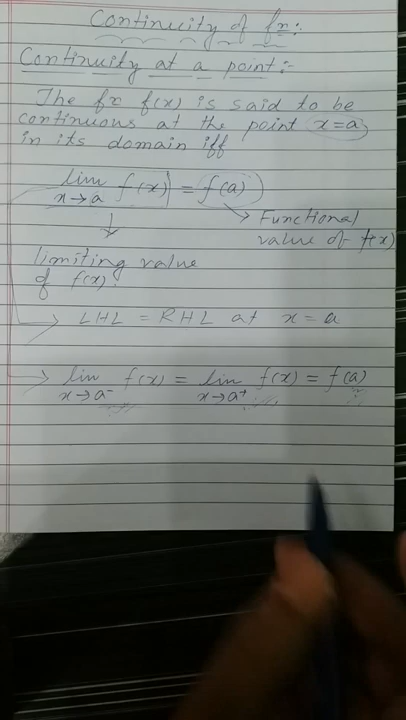 Continuity of fx:
Continuity at a point:-
The fx f(x) is said to be
continuous at the point x=a,
in its domain iff
lim f(x) = f(a)
x→a
Functional
value of f(x)
limiting value
of f(x).
LHL = RHL at x = a
lim f(x) = lim f(x) = f(a)
x→a⁻ x→a⁺